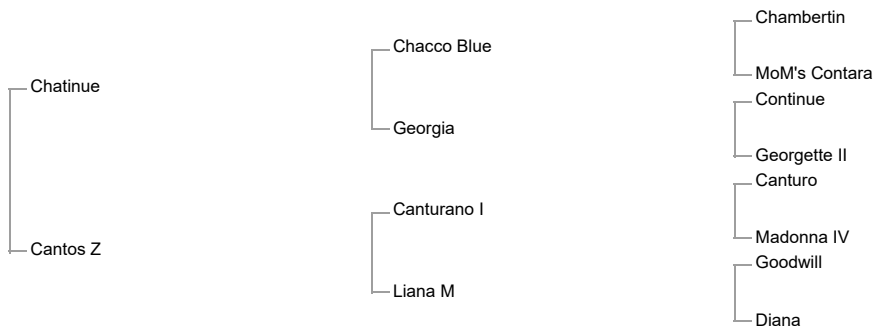 Chambertin
Chacco Blue
MoM's Contara
Chatinue
Continue
Georgia
Georgette II
Canturo
Canturano I
Madonna IV
Cantos Z
Goodwill
Liana M
Diana